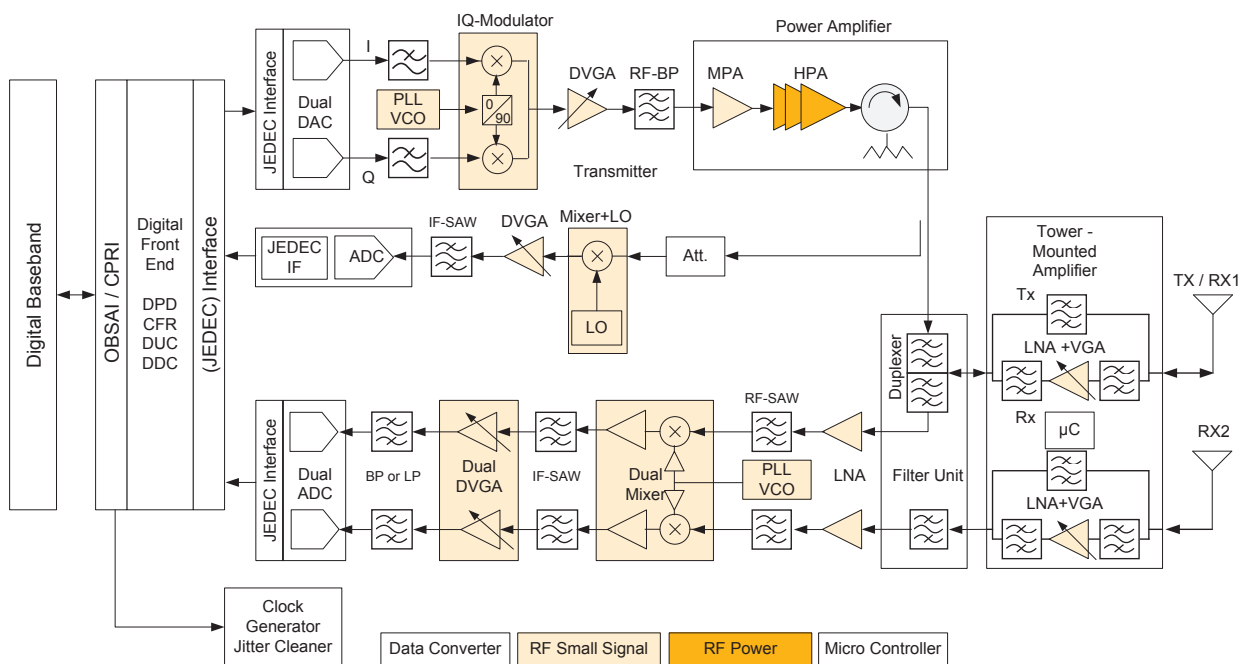 IQ-Modulator
Power Amplifier
JEDEC Interface
Dual
DAC
I
Q
PLL
VCO
0
90
DVGA
RF-BP
MPA
HPA
Transmitter
Digital Baseband
OBSAI / CPRI
Digital
Front
End
DPD
CFR
DUC
DDC
(JEDEC) Interface
JEDEC
IF
ADC
IF-SAW
DVGA
Mixer+LO
LO
Att.
Tower -
Mounted
Amplifier
Tx
LNA +VGA
Rx
µC
LNA+VGA
TX / RX1
RX2
Duplexer
Filter Unit
JEDEC Interface
Dual
ADC
BP or LP
Dual
DVGA
IF-SAW
Dual
Mixer
RF-SAW
PLL
VCO
LNA
Clock
Generator
Jitter Cleaner
Data Converter
RF Small Signal
RF Power
Micro Controller